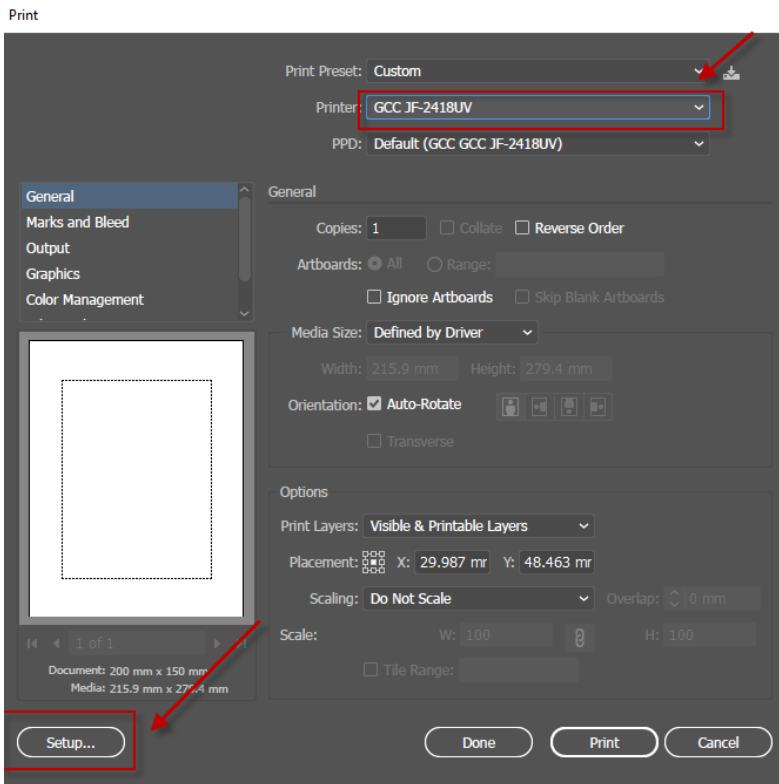 Print
Print Preset: Custom
Printer: GCC JF-2418UV
PPD: Default (GCC GCC JF-2418UV)
General
Marks and Bleed
Output
Graphics
Color Management
General
Copies: 1 Collate Reverse Order
Artboards: All Range:
Ignore Artboards Skip Blank Artboards
Media Size: Defined by Driver
Width: 215.9 mm Height: 279.4 mm
Orientation: Auto-Rotate
Transverse
Options
Print Layers: Visible & Printable Layers
Placement: X: 29.987 mr Y: 48.463 mr
Scaling: Do Not Scale Overlap: 0 mm
Scale: W: 100 H: 100
Tile Range:
1 of 1
Document: 200 mm x 150 mm
Media: 215.9 mm x 279.4 mm
Setup... Done Print Cancel